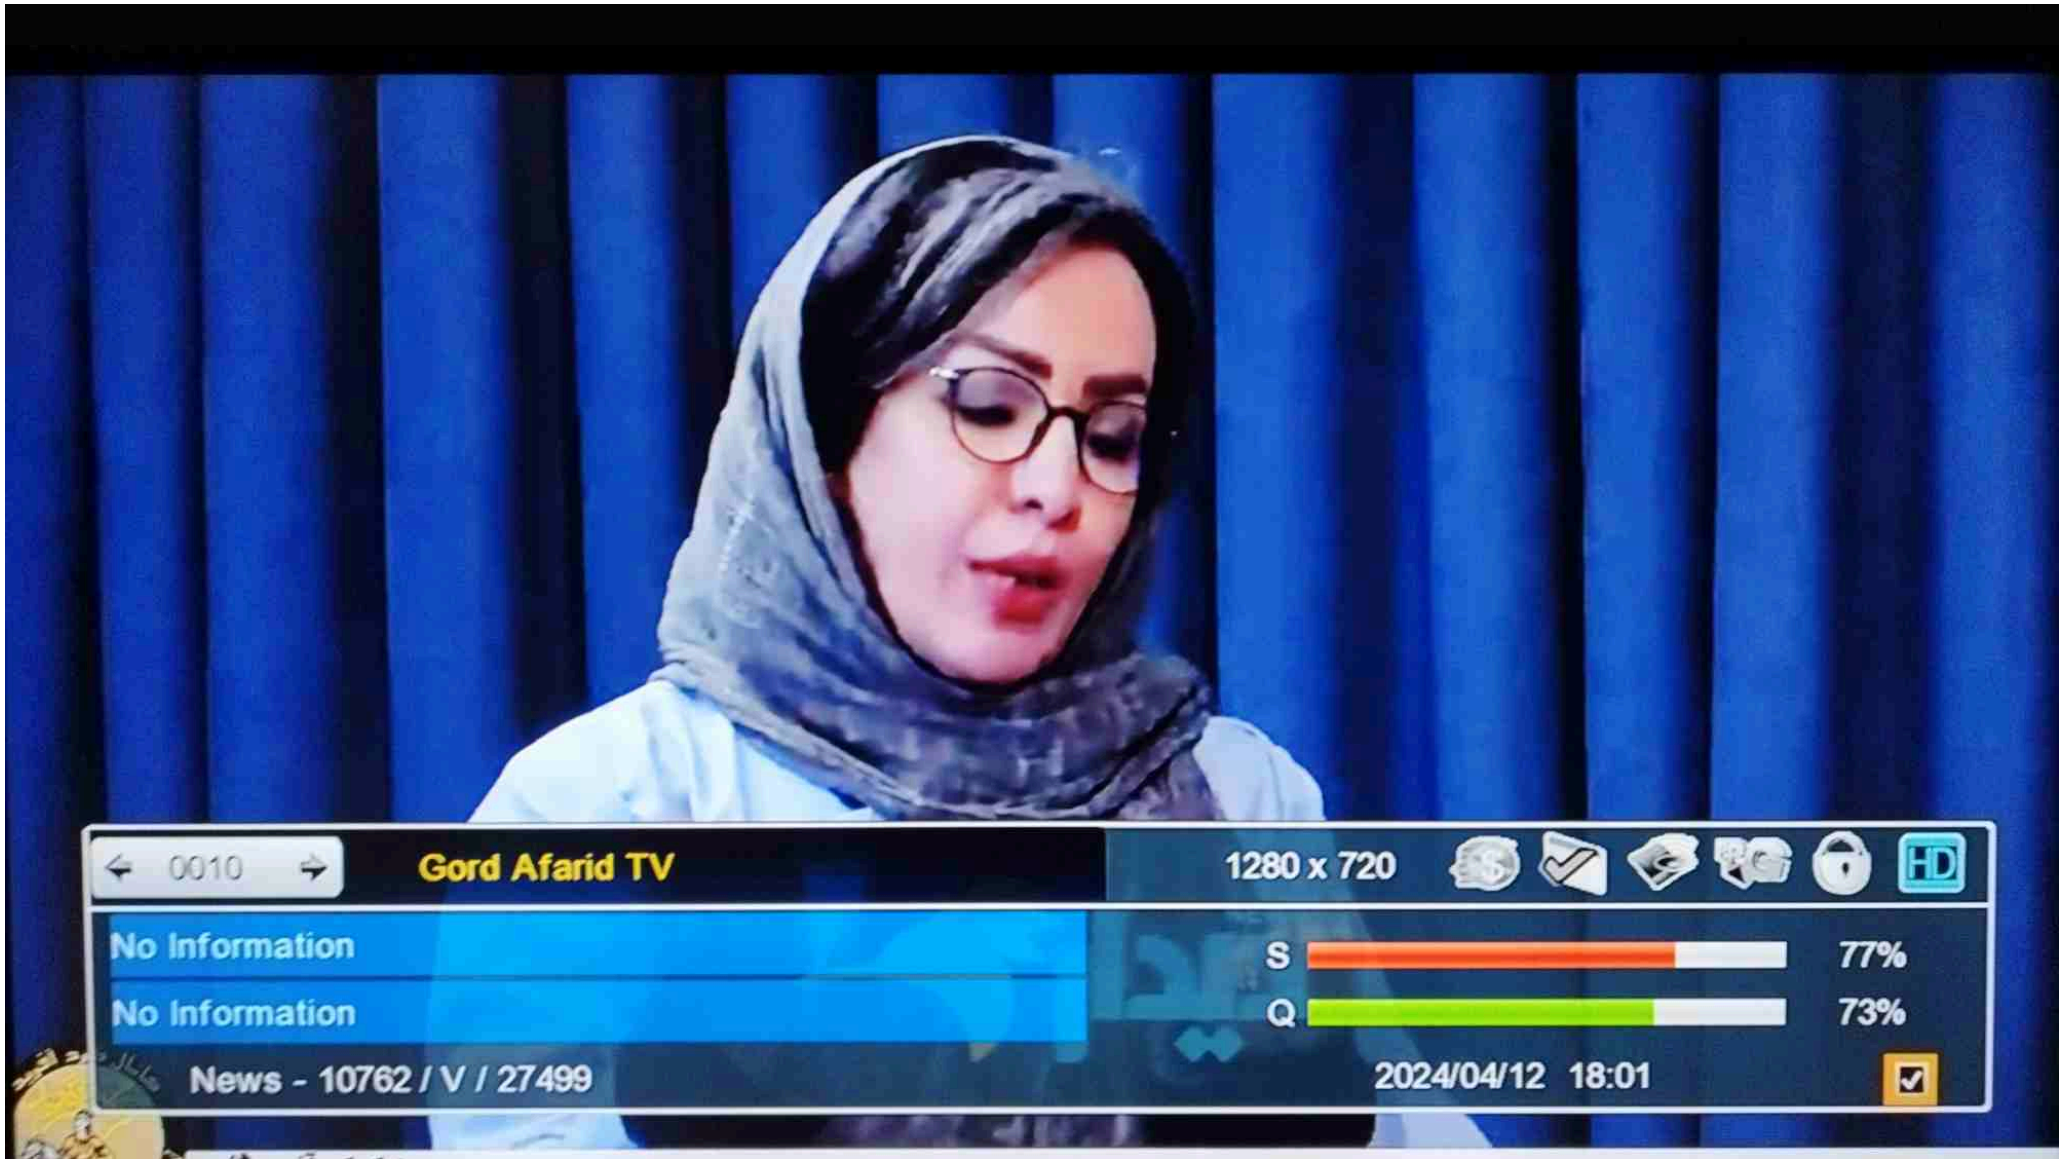 0010 Gord Afarid TV 1280 x 720 HD
No Information
S 77%
No Information
Q 73%
News - 10762 / V / 27499 2024/04/12 18:01